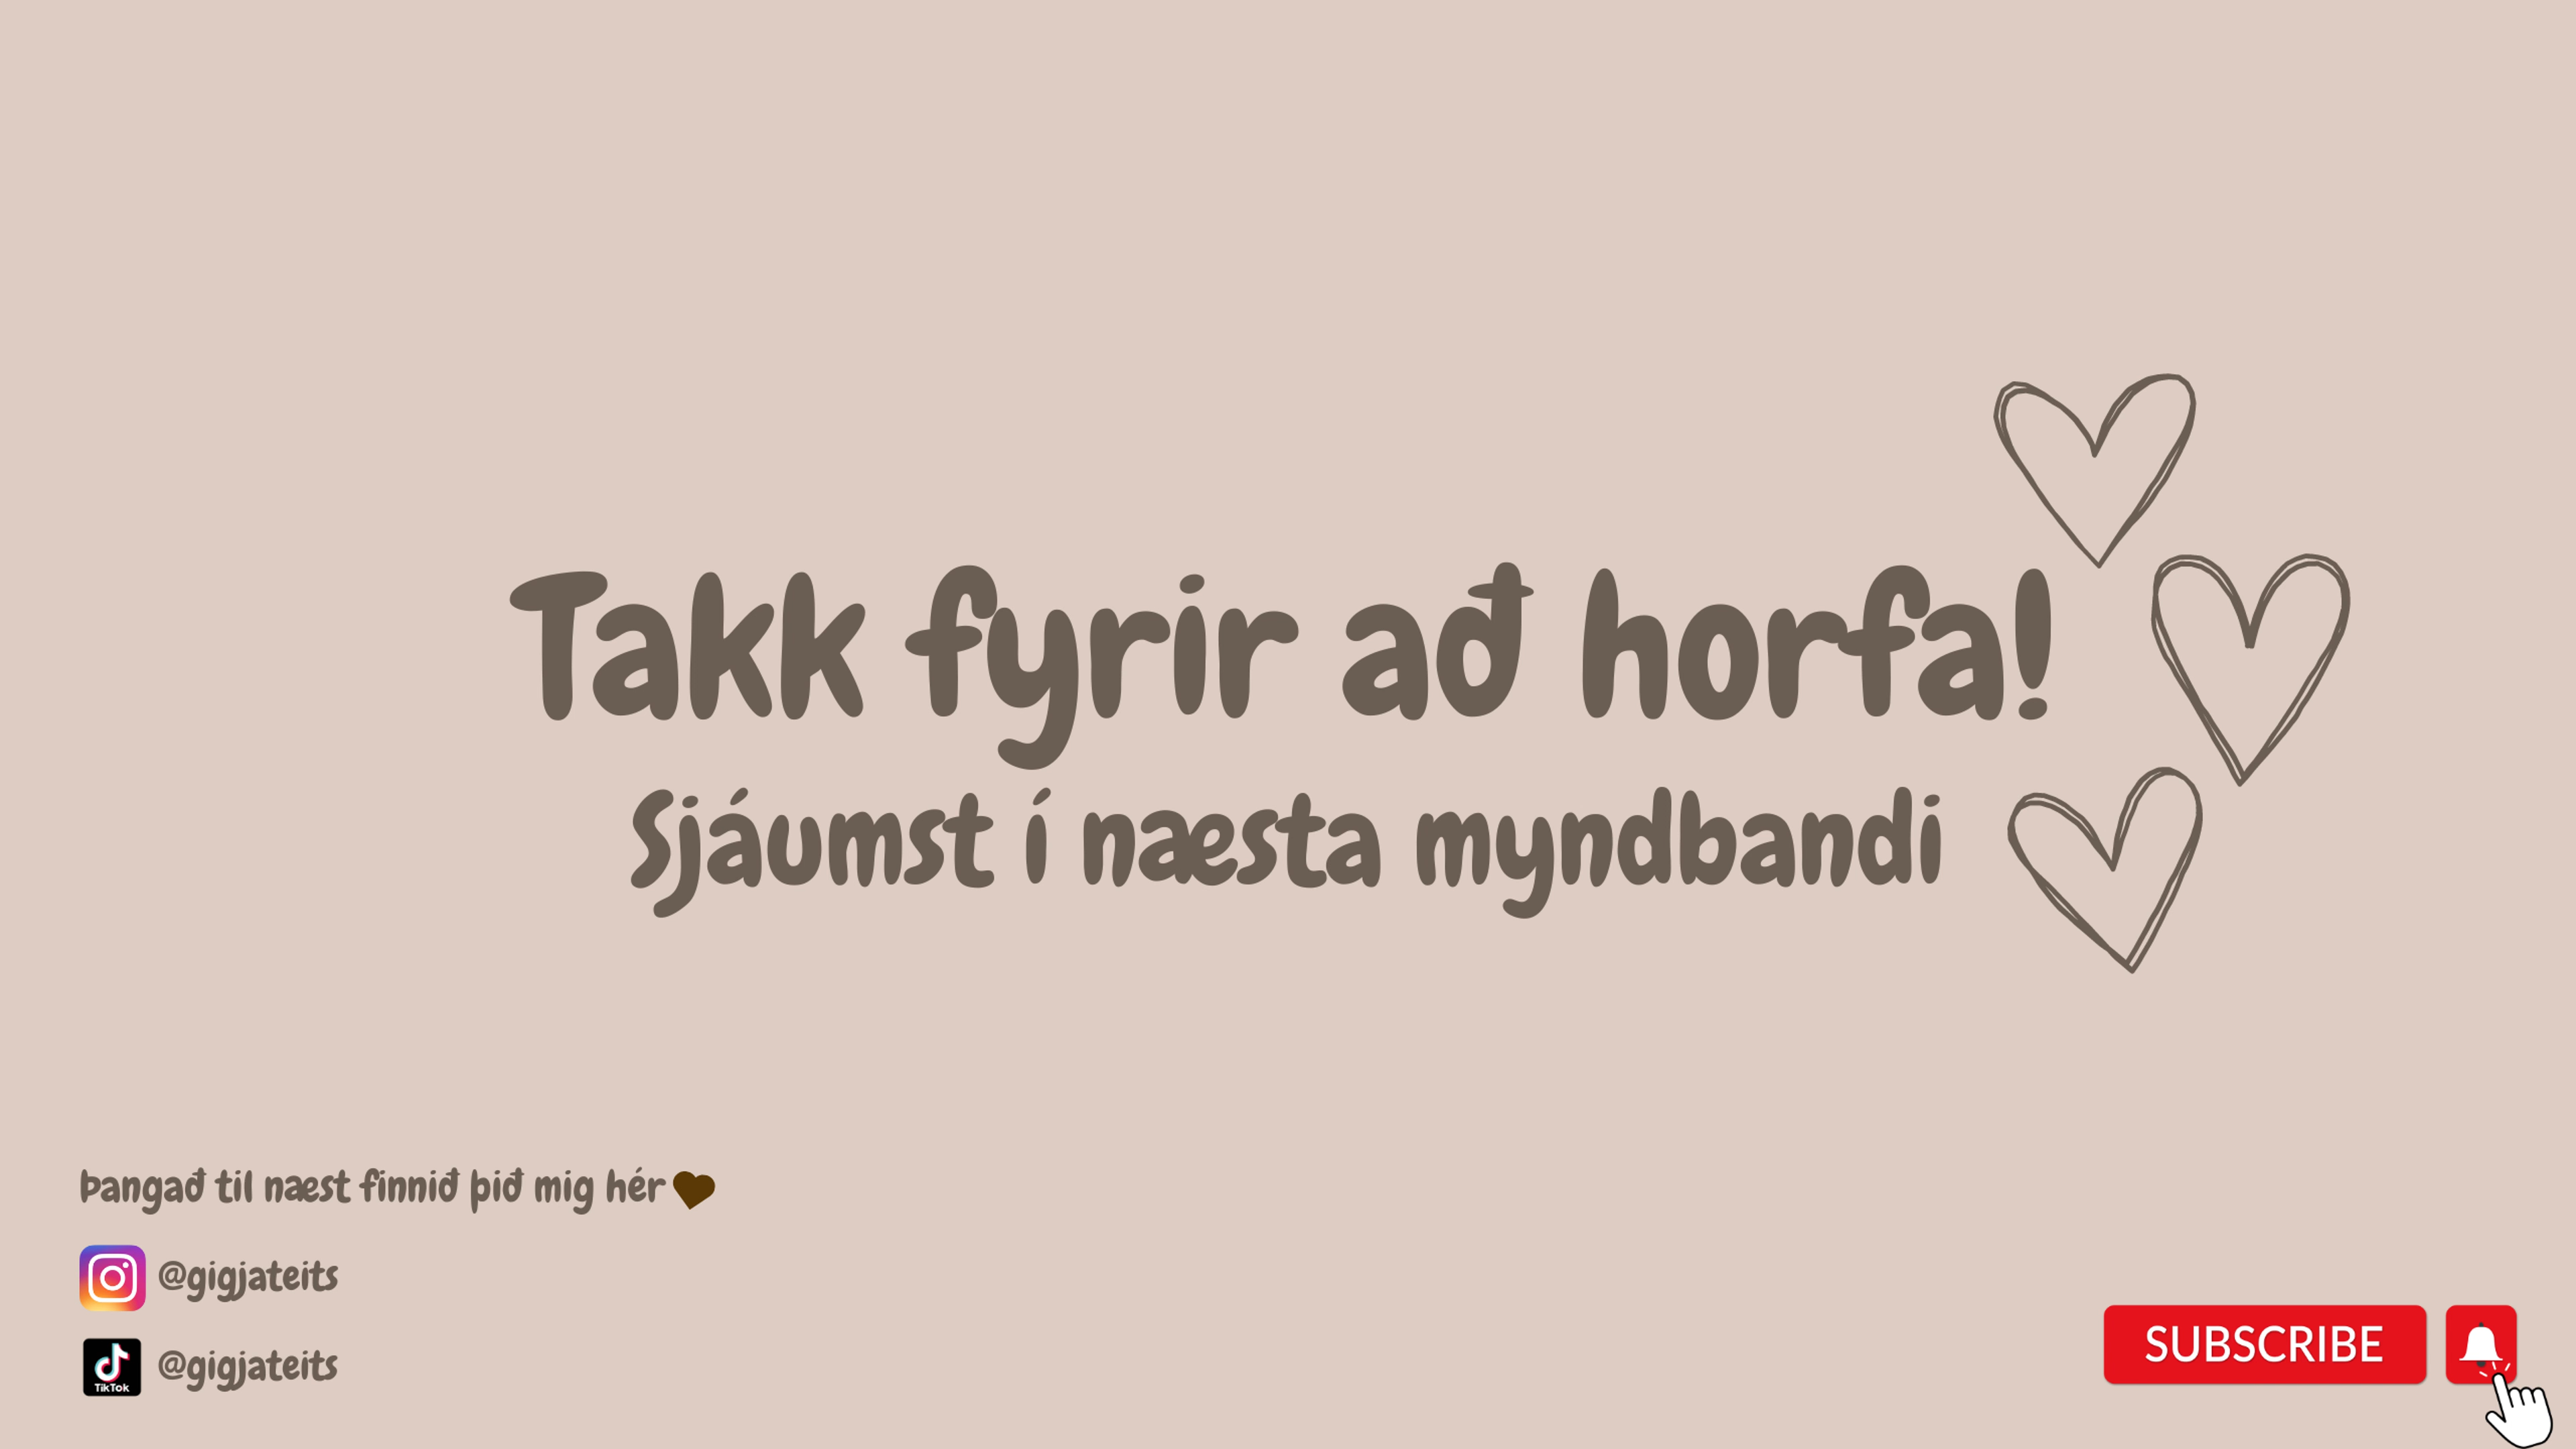 Takk fyrir að horfa!
Sjáumst í næsta myndbandi
Þangað til næst finnið þið mig hér
@gigjateits
TikTok
@gigjateits
SUBSCRIBE